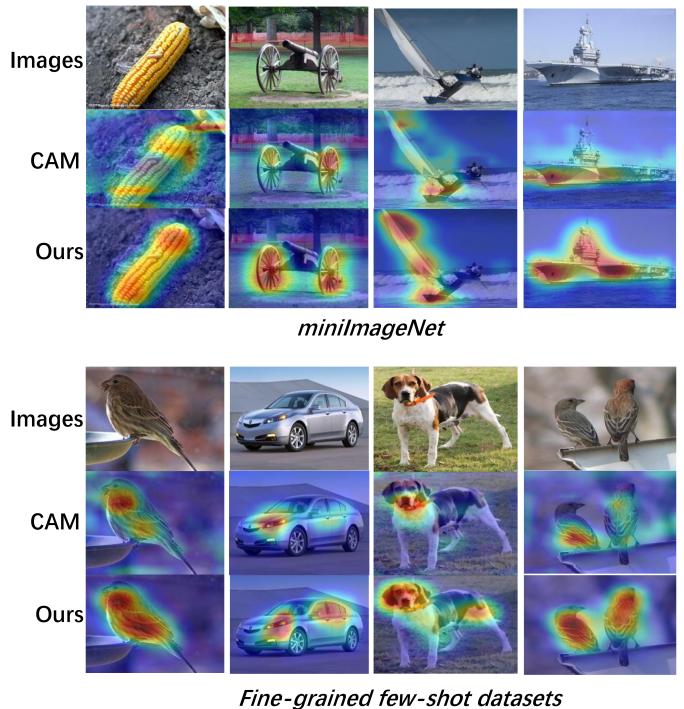 Images
CAM
Ours
miniImageNet
Images
CAM
Ours
Fine-grained few-shot datasets